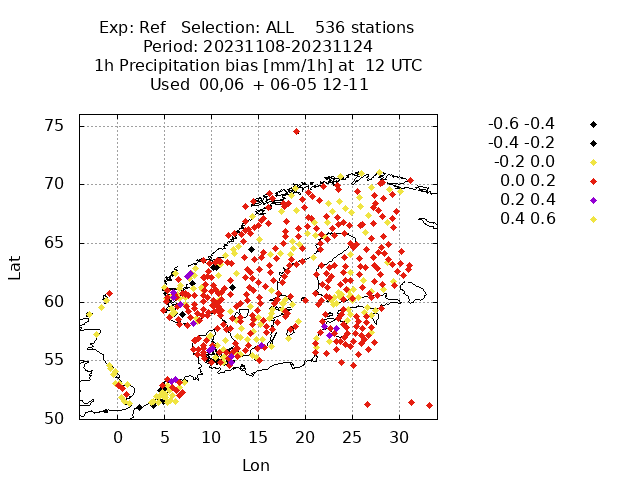 Exp: Ref   Selection: ALL    536 stations
Period: 20231108-20231124
1h Precipitation bias [mm/1h] at  12 UTC
Used  00,06  + 06-05 12-11
-0.6 -0.4
-0.4 -0.2
-0.2 0.0
0.0 0.2
0.2 0.4
0.4 0.6
75
70
65
60
55
50
Lat
0 5 10 15 20 25 30
Lon